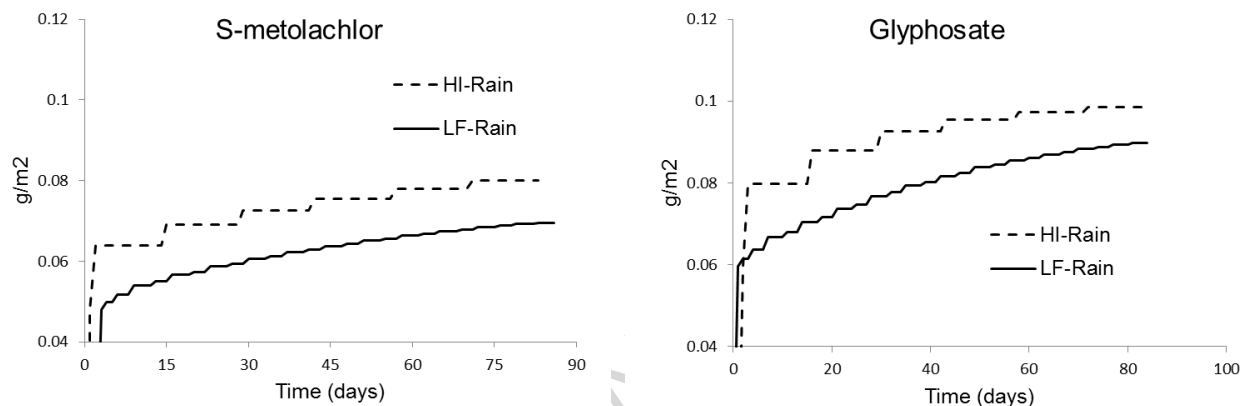 S-metolachlor
0.12
0.1
0.08
0.06
0.04
g/m2
HI-Rain
LF-Rain
0 15 30 45 60 75 90
Time (days)
Glyphosate
0.12
0.1
0.08
0.06
0.04
g/m2
HI-Rain
LF-Rain
0 20 40 60 80 100
Time (days)